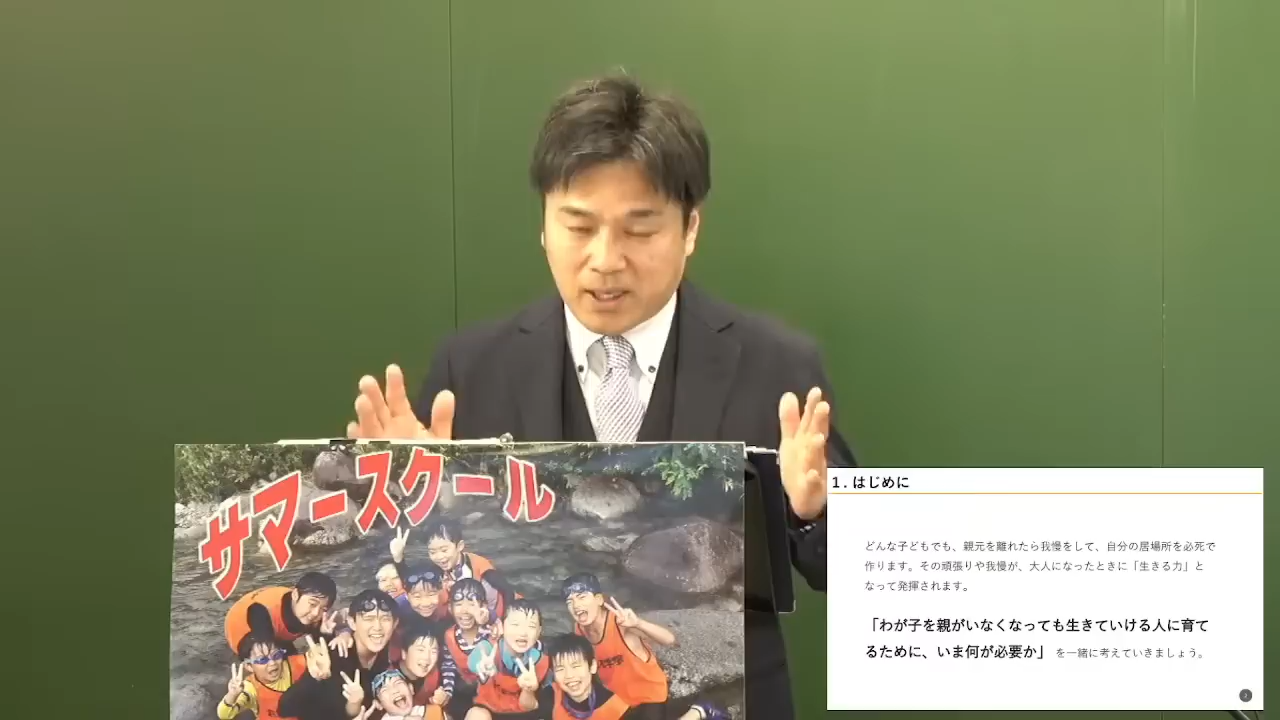 サマースクール
1. はじめに
どんな子どもでも、親元を離れたら我慢をして、自分の居場所を必死で
作ります。その頑張りや我慢が、大人になったときに「生きる力」と
なって発揮されます。
「わが子を親がいなくなっても生きていける人に育て
るために、いま何が必要か」 を一緒に考えていきましょう。